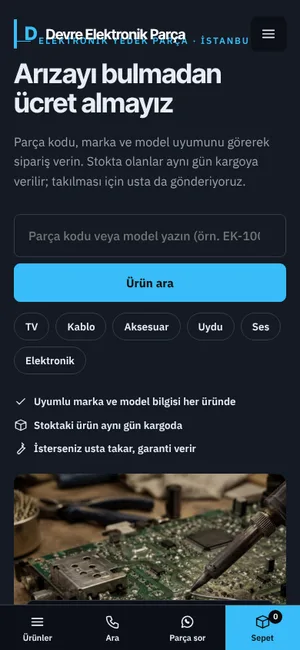 D Devre Elektronik Parça
ELEKTRONİK YEDEK PARÇA · İSTANBU
Arızayı bulmadan
ücret almayız
Parça kodu, marka ve model uyumunu görerek
sipariş verin. Stokta olanlar aynı gün kargoya
verilir; takılması için usta da gönderiyoruz.
Parça kodu veya model yazın (örn. EK-100
Ürün ara
TV
Kablo
Aksesuar
Uydu
Ses
Elektronik
Uyumlu marka ve model bilgisi her üründe
Stoktaki ürün aynı gün kargoda
İsterseniz usta takar, garanti verir
Ürünler
Ara
Parça sor
0
Sepet